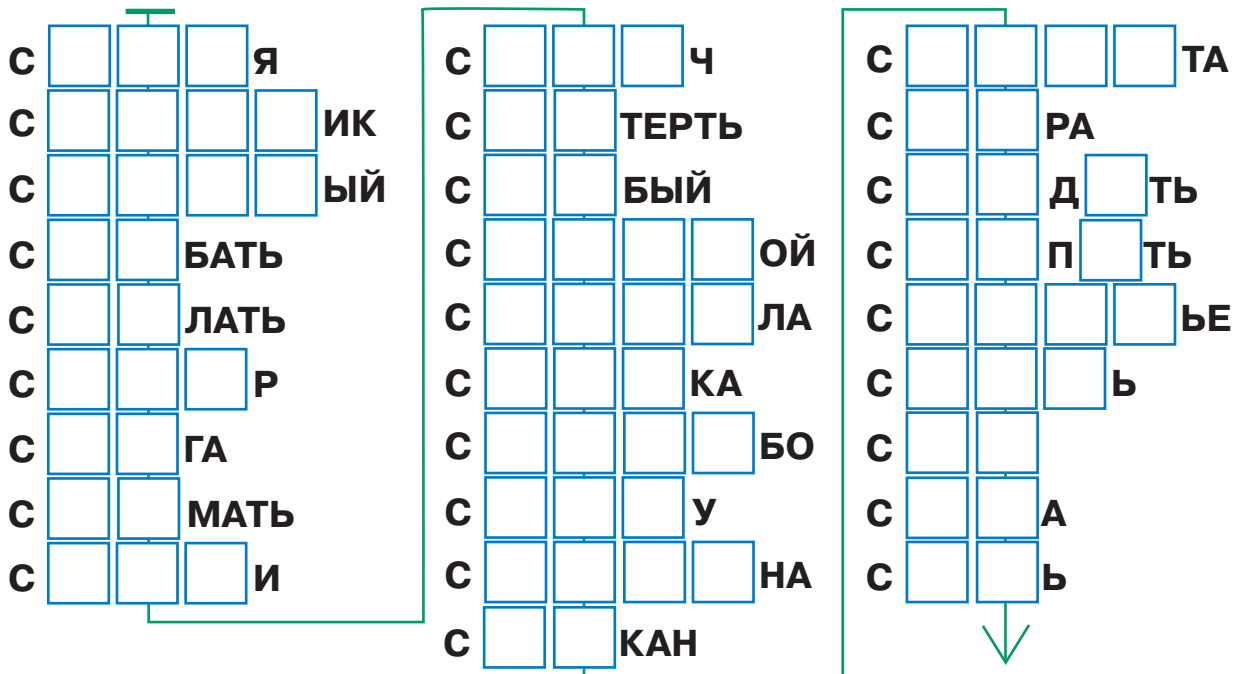 С Я
С ИК
С ЫЙ
С БАТЬ
С ЛАТЬ
С Р
С ГА
С МАТЬ
С И
С Ч
С ТЕРТЬ
С БЫЙ
С ОЙ
С ЛА
С КА
С БО
С У
С НА
С КАН
С ТА
С РА
С Д ТЬ
С П ТЬ
С ЬЕ
С Ь
С
С А
С Ь